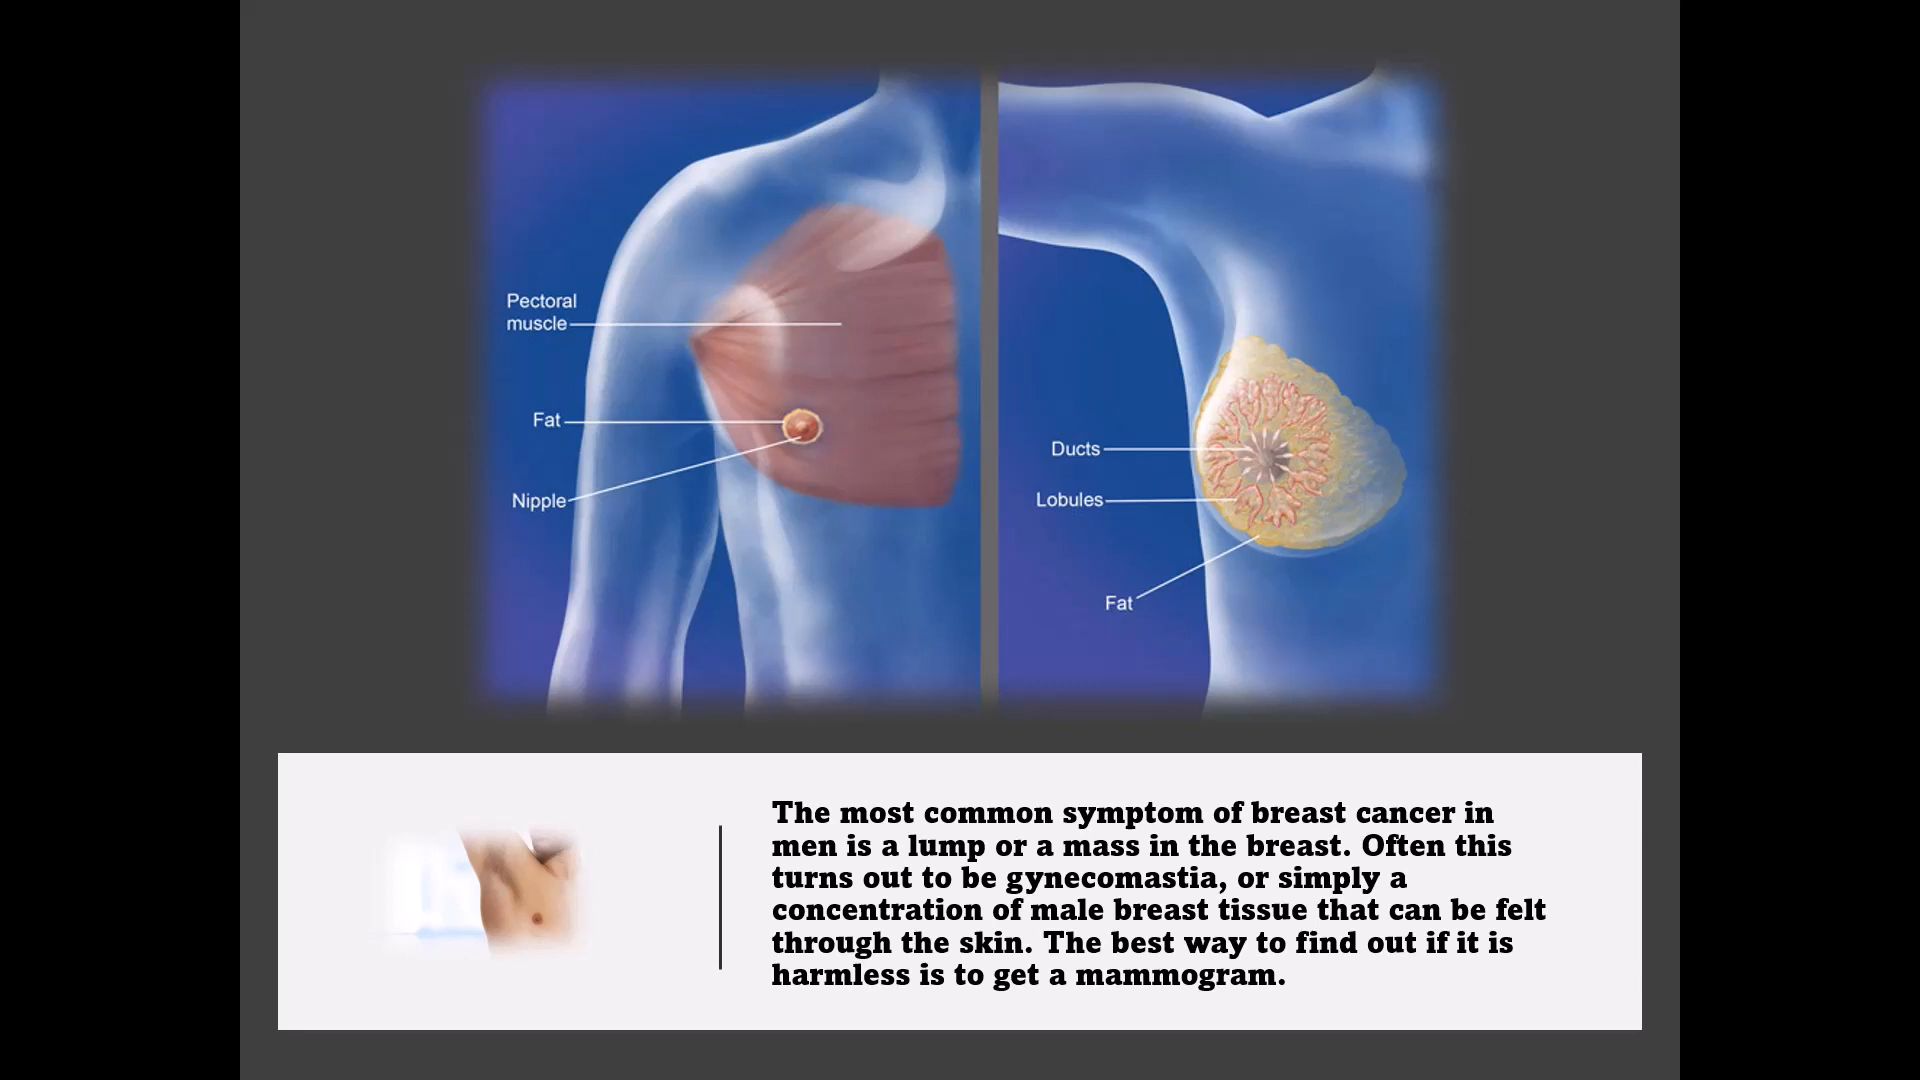 Pectoral
muscle
Fat
Nipple
Ducts
Lobules
Fat
The most common symptom of breast cancer in
men is a lump or a mass in the breast. Often this
turns out to be gynecomastia, or simply a
concentration of male breast tissue that can be felt
through the skin. The best way to find out if it is
harmless is to get a mammogram.